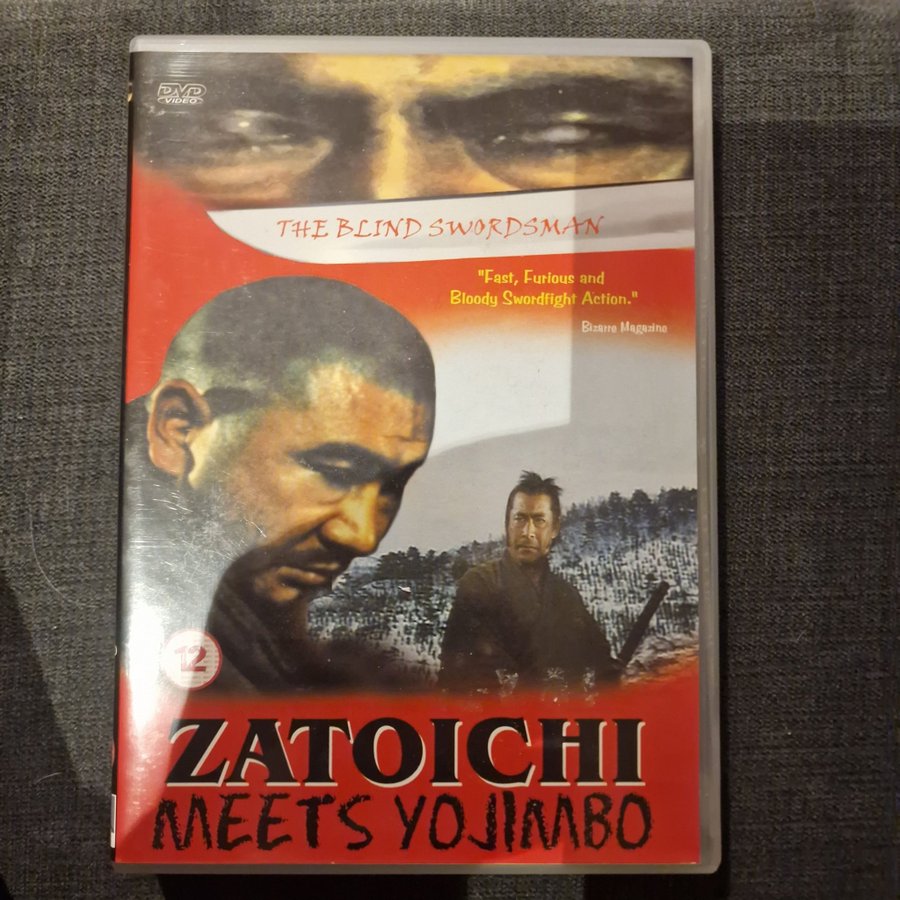 DVD
VIDEO
THE BLIND SWORDSMAN
"Fast, Furious and
Bloody Swordfight Action."
Bizarre Magazine
12
ZATOICHI
MEETS YOJIMBO